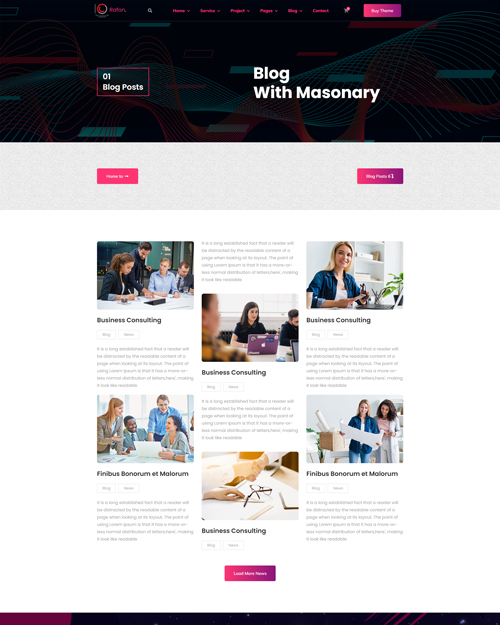 Rafon.
Home
Service
Project
Pages
Blog
Contact
Buy Theme
01
Blog Posts
Blog
With Masonary
Home to
Blog Posts 01
Business Consulting
Blog
News
It is a long established fact that a reader will
be distracted by the readable content of a
page when looking at its layout. The point of
using Lorem Ipsum is that it has a more-or-
less normal distribution of letters,here', making
it look like readable
Finibus Bonorum et Malorum
Blog
News
It is a long established fact that a reader will
be distracted by the readable content of a
page when looking at its layout. The point of
using Lorem Ipsum is that it has a more-or-
less normal distribution of letters,here', making
it look like readable
It is a long established fact that a reader will
be distracted by the readable content of a
page when looking at its layout. The point of
using Lorem Ipsum is that it has a more-or-
less normal distribution of letters,here', making
it look like readable
Business Consulting
Blog
News
It is a long established fact that a reader will
be distracted by the readable content of a
page when looking at its layout. The point of
using Lorem Ipsum is that it has a more-or-
less normal distribution of letters,here', making
it look like readable
Business Consulting
Blog
News
Business Consulting
Blog
News
It is a long established fact that a reader will
be distracted by the readable content of a
page when looking at its layout. The point of
using Lorem Ipsum is that it has a more-or-
less normal distribution of letters,here', making
it look like readable
Finibus Bonorum et Malorum
Blog
News
It is a long established fact that a reader will
be distracted by the readable content of a
page when looking at its layout. The point of
using Lorem Ipsum is that it has a more-or-
less normal distribution of letters,here', making
it look like readable
Load More News